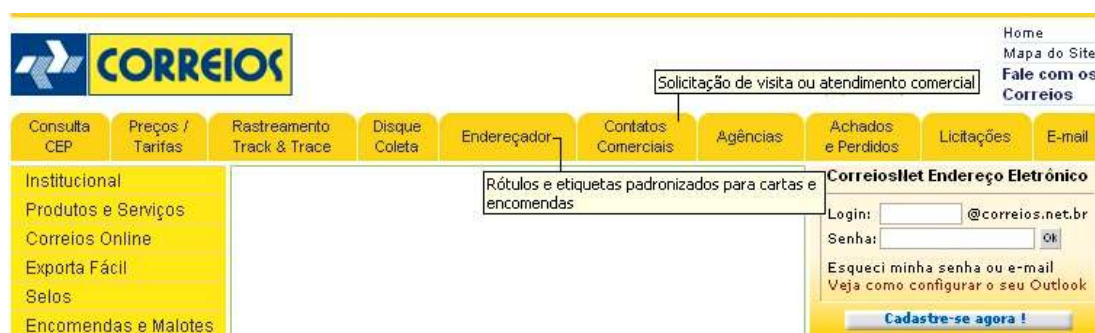 Home
Mapa do Site
Fale com os
Correios
CORREIOS
Solicitação de visita ou atendimento comercial
Consulta
CEP
Preços /
Tarifas
Rastreamento
Track & Trace
Disque
Coleta
Endereçador
Contatos
Comerciais
Agências
Achados
e Perdidos
Licitações
E-mail
Rótulos e etiquetas padronizados para cartas e
encomendas
Institucional
Produtos e Serviços
Correios Online
Exporta Fácil
Selos
Encomendas e Malotes
CorreiosNet Endereço Eletrônico
Login: @correios.net.br
Senha: Ok
Esqueci minha senha ou e-mail
Veja como configurar o seu Outlook
Cadastre-se agora !